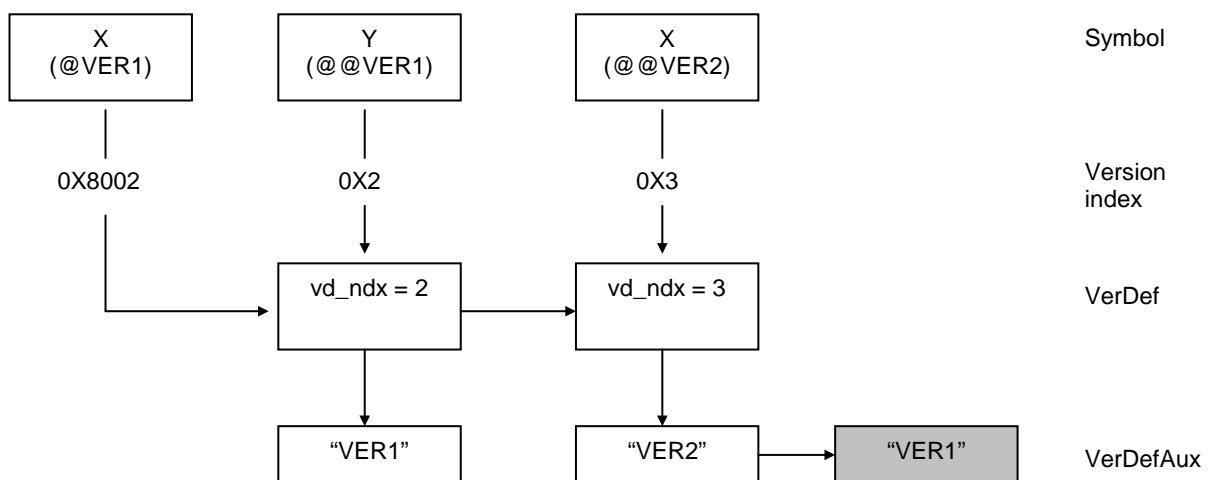 X
(@VER1)
Y
(@@VER1)
X
(@@VER2)
Symbol
0X8002
0X2
0X3
Version
index
vd_ndx = 2
vd_ndx = 3
VerDef
“VER1”
“VER2”
“VER1”
VerDefAux